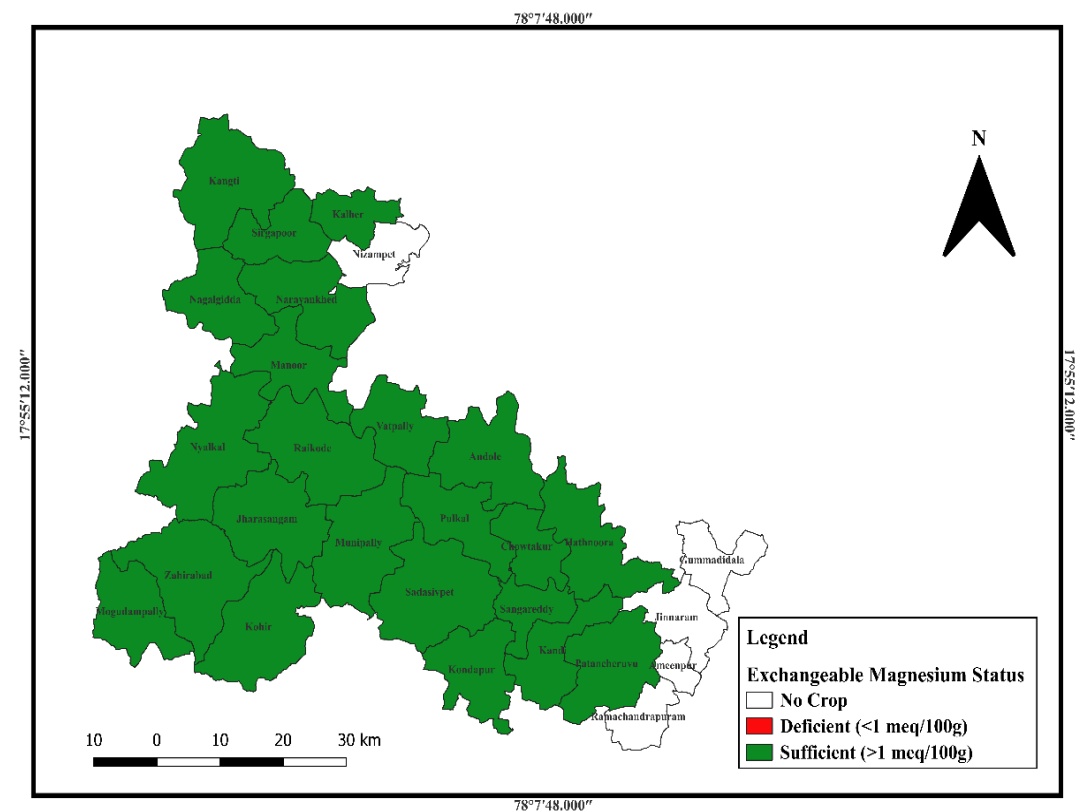 78°7′48.000″
N
Kangti
Kalher
Sirgapoor
Nizampet
Nagalgidda
Narayankhed
Manoor
17°55′12.000″
17°55′12.000″
Vatpally
Nyalkal
Raikode
Andole
Jharasangam
Pulkal
Munipally
Chowtakur
Hathnoora
Gummadidala
Zahirabad
Sadasivpet
Mogudampally
Sangareddy
Jinnaram
Kohir
Kandi
Patancheruvu
Ameenpur
Kondapur
Ramachandrapuram
Legend
Exchangeable Magnesium Status
No Crop
Deficient (<1 meq/100g)
Sufficient (>1 meq/100g)
10 0 10 20 30 km
78°7′48.000″